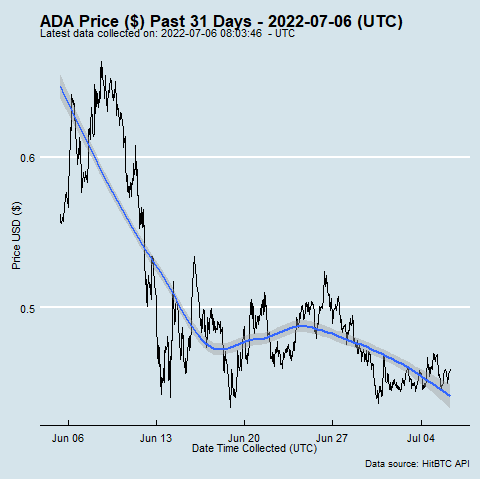 ADA Price ($) Past 31 Days - 2022-07-06 (UTC)
Latest data collected on: 2022-07-06 08:03:46  - UTC
Price USD ($)
0.6
0.5
Jun 06
Jun 13
Jun 20
Jun 27
Jul 04
Date Time Collected (UTC)
Data source: HitBTC API